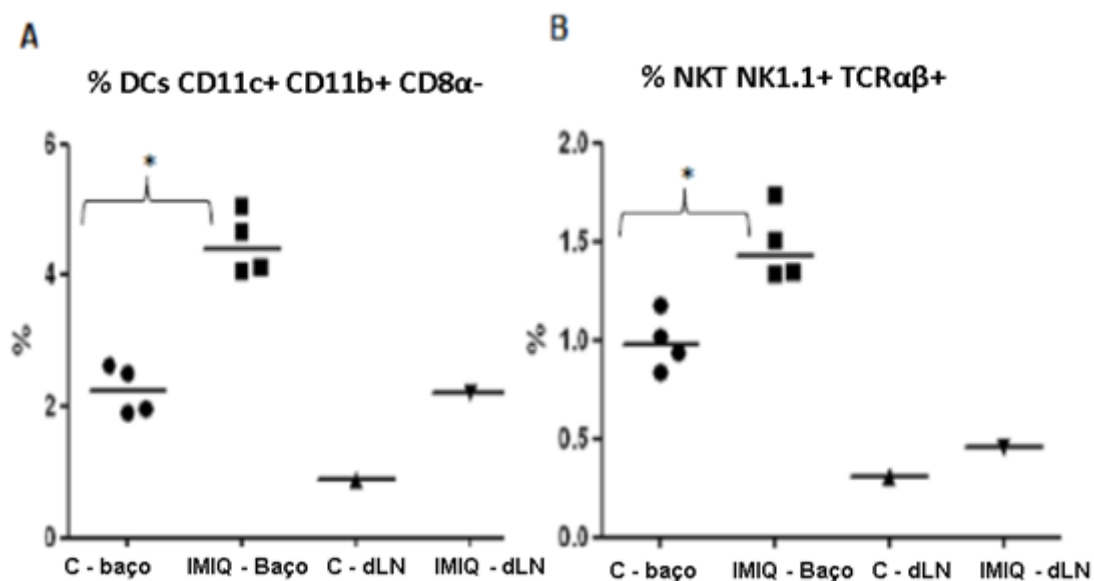 A
% DCs CD11c+ CD11b+ CD8α-
6
4
2
0
%
*
C - baço
IMIQ - Baço
C - dLN
IMIQ - dLN
B
% NKT NK1.1+ TCRαβ+
2.0
1.5
1.0
0.5
0.0
%
*
C - baço
IMIQ - Baço
C - dLN
IMIQ - dLN